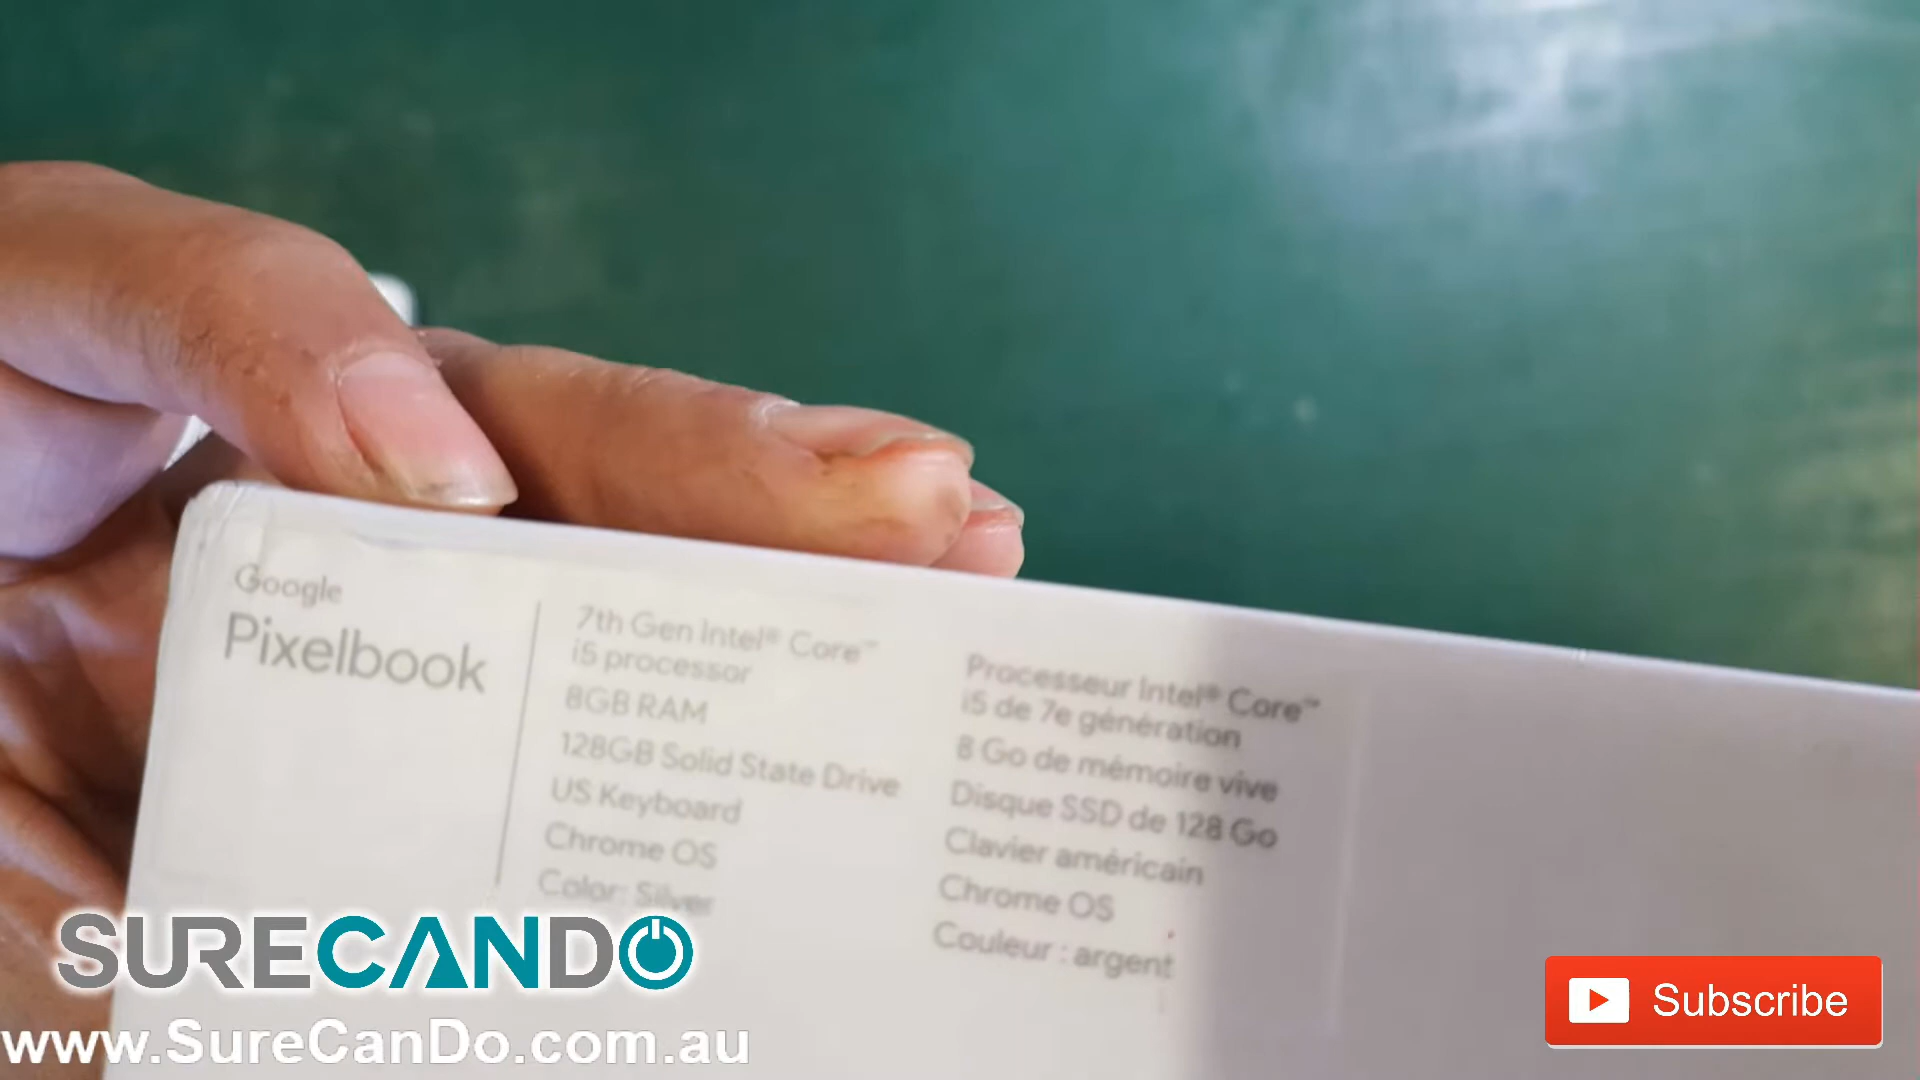 Google
Pixelbook
7th Gen Intel® Core™
i5 processor
8GB RAM
128GB Solid State Drive
US Keyboard
Chrome OS
Color: Silver
Processeur Intel® Core™
i5 de 7e génération
8 Go de mémoire vive
Disque SSD de 128 Go
Clavier américain
Chrome OS
Couleur : argent
SURECANDO
www.SureCanDo.com.au
Subscribe